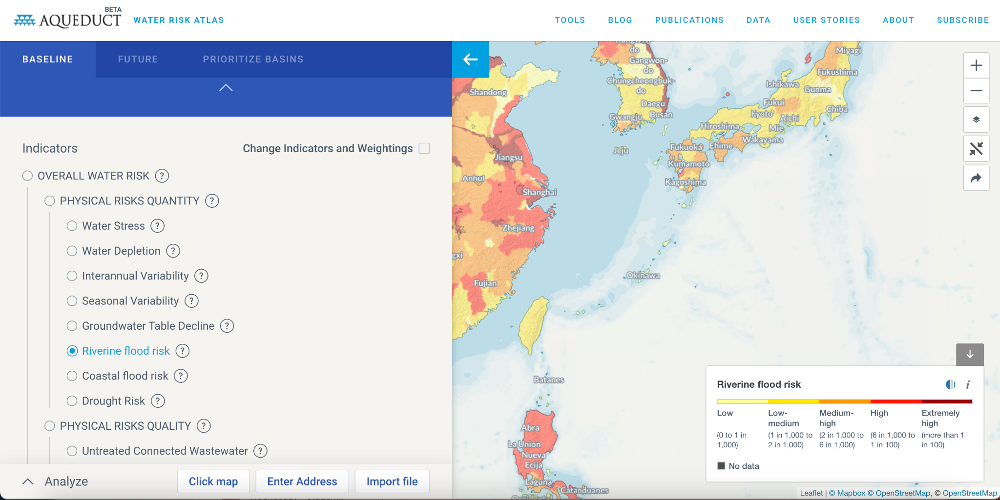 BETA
AQUEDUCT
WATER RISK ATLAS
TOOLS
BLOG
PUBLICATIONS
DATA
USER STORIES
ABOUT
SUBSCRIBE
BASELINE
FUTURE
PRIORITIZE BASINS
Indicators
Change Indicators and Weightings
OVERALL WATER RISK ?
PHYSICAL RISKS QUANTITY ?
Water Stress ?
Water Depletion ?
Interannual Variability ?
Seasonal Variability ?
Groundwater Table Decline ?
Riverine flood risk ?
Coastal flood risk ?
Drought Risk ?
PHYSICAL RISKS QUALITY ?
Untreated Connected Wastewater ?
Analyze
Click map
Enter Address
Import file
do
Gangwon-
do
Chungcheongbuk-
do
Daegu
Gwangju
Busan
Jeju
Shandong
Jiangsu
Anhui
Shanghai
Zhejiang
gxi
Fujian
Miyagi
Fukushima
Ishikawa
Gunma
Fukui
Chiba
Kyoto
Aichi
Hiroshima
Mie
Wakayama
Fukuoka
Ehime
Kumamoto
Kagoshima
Okinawa
Batanes
Abra
La Union
Nueva
Ecija
Laguna
Catanduanes
Riverine flood risk
i
Low
(0 to 1 in
1,000)
Low-
medium
(1 in 1,000 to
2 in 1,000)
Medium-
high
(2 in 1,000 to
6 in 1,000)
High
(6 in 1,000 to
1 in 100)
Extremely
high
(more than 1
in 100)
No data
Leaflet | © Mapbox © OpenStreetMap, © OpenStreetMap